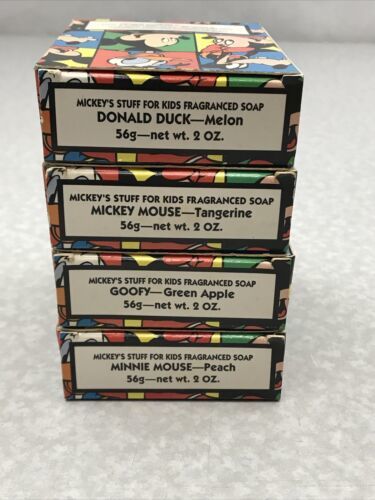 MICKEY'S STUFF FOR KIDS FRAGRANCED SOAP
DONALD DUCK—Melon
56g—net wt. 2 OZ.
MICKEY'S STUFF FOR KIDS FRAGRANCED SOAP
MICKEY MOUSE—Tangerine
56g—net wt. 2 OZ.
MICKEY'S STUFF FOR KIDS FRAGRANCED SOAP
GOOFY—Green Apple
56g—net wt. 2 OZ.
MICKEY'S STUFF FOR KIDS FRAGRANCED SOAP
MINNIE MOUSE—Peach
56g—net wt. 2 OZ.